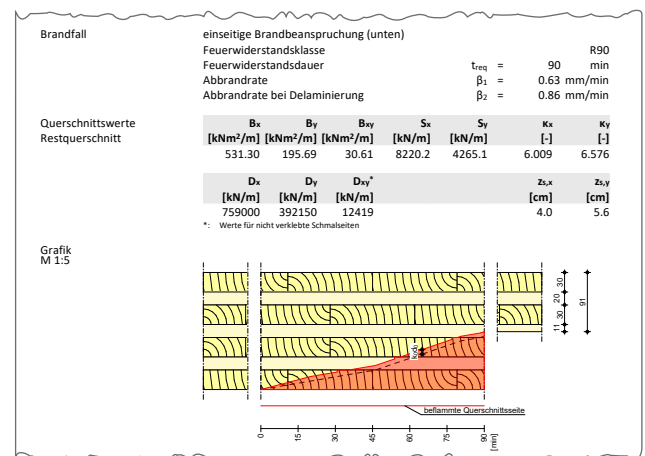 Brandfall einseitige Brandbeanspruchung (unten)
Feuerwiderstandsklasse R90
Feuerwiderstandsdauer treq = 90 min
Abbrandrate β1 = 0.63 mm/min
Abbrandrate bei Delaminierung β2 = 0.86 mm/min
Querschnittswerte Bx By Bxy Sx Sy κx κy
Restquerschnitt [kNm²/m] [kNm²/m] [kNm²/m] [kN/m] [kN/m] [-] [-]
531.30 195.69 30.61 8220.2 4265.1 6.009 6.576
Dx Dy Dxy* zs,x zs,y
[kN/m] [kN/m] [kN/m] [cm] [cm]
759000 392150 12419 4.0 5.6
*: Werte für nicht verklebte Schmalseiten
Grafik
M 1:5
30
20
30
11
91
beflammte Querschnittsseite
0 15 30 45 60 75 90
[min]